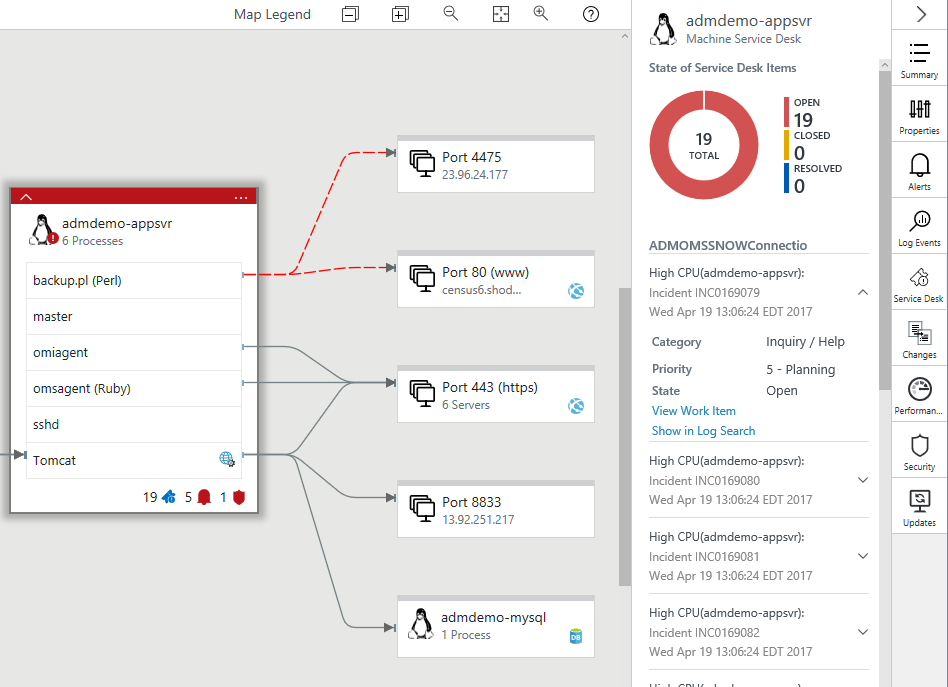 Map Legend
admdemo-appsvr
6 Processes
backup.pl (Perl)
master
omiagent
omsagent (Ruby)
sshd
Tomcat
19 5 1
Port 4475
23.96.24.177
Port 80 (www)
census6.shod...
Port 443 (https)
6 Servers
Port 8833
13.92.251.217
admdemo-mysql
1 Process
DB
admdemo-appsvr
Machine Service Desk
State of Service Desk Items
19
TOTAL
OPEN
19
CLOSED
0
RESOLVED
0
ADMOMSSNOWConnectio
High CPU(admdemo-appsvr):
Incident INC0169079
Wed Apr 19 13:06:24 EDT 2017
Category Inquiry / Help
Priority 5 - Planning
State Open
View Work Item
Show in Log Search
High CPU(admdemo-appsvr):
Incident INC0169080
Wed Apr 19 13:06:24 EDT 2017
High CPU(admdemo-appsvr):
Incident INC0169081
Wed Apr 19 13:06:24 EDT 2017
High CPU(admdemo-appsvr):
Incident INC0169082
Wed Apr 19 13:06:24 EDT 2017
Summary
Properties
Alerts
Log Events
Service Desk
Changes
Performan...
Security
Updates